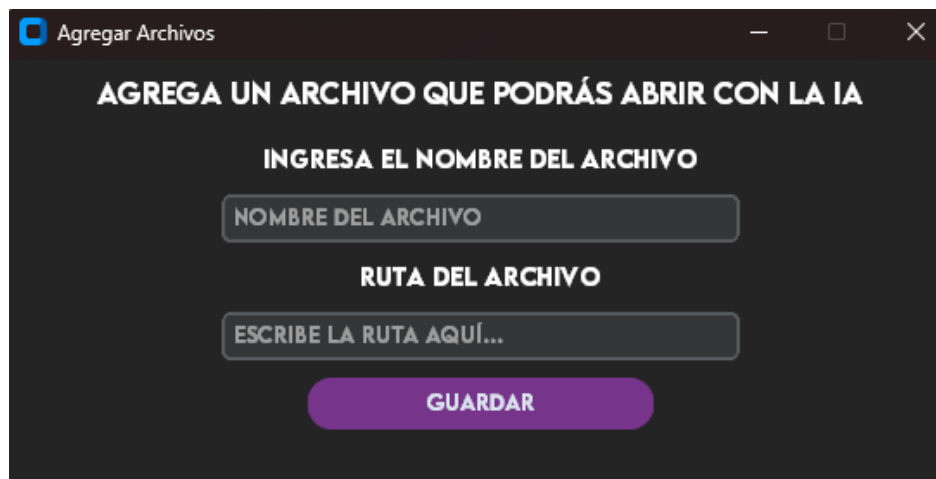 Agregar Archivos
AGREGA UN ARCHIVO QUE PODRÁS ABRIR CON LA IA
INGRESA EL NOMBRE DEL ARCHIVO
NOMBRE DEL ARCHIVO
RUTA DEL ARCHIVO
ESCRIBE LA RUTA AQUÍ...
GUARDAR